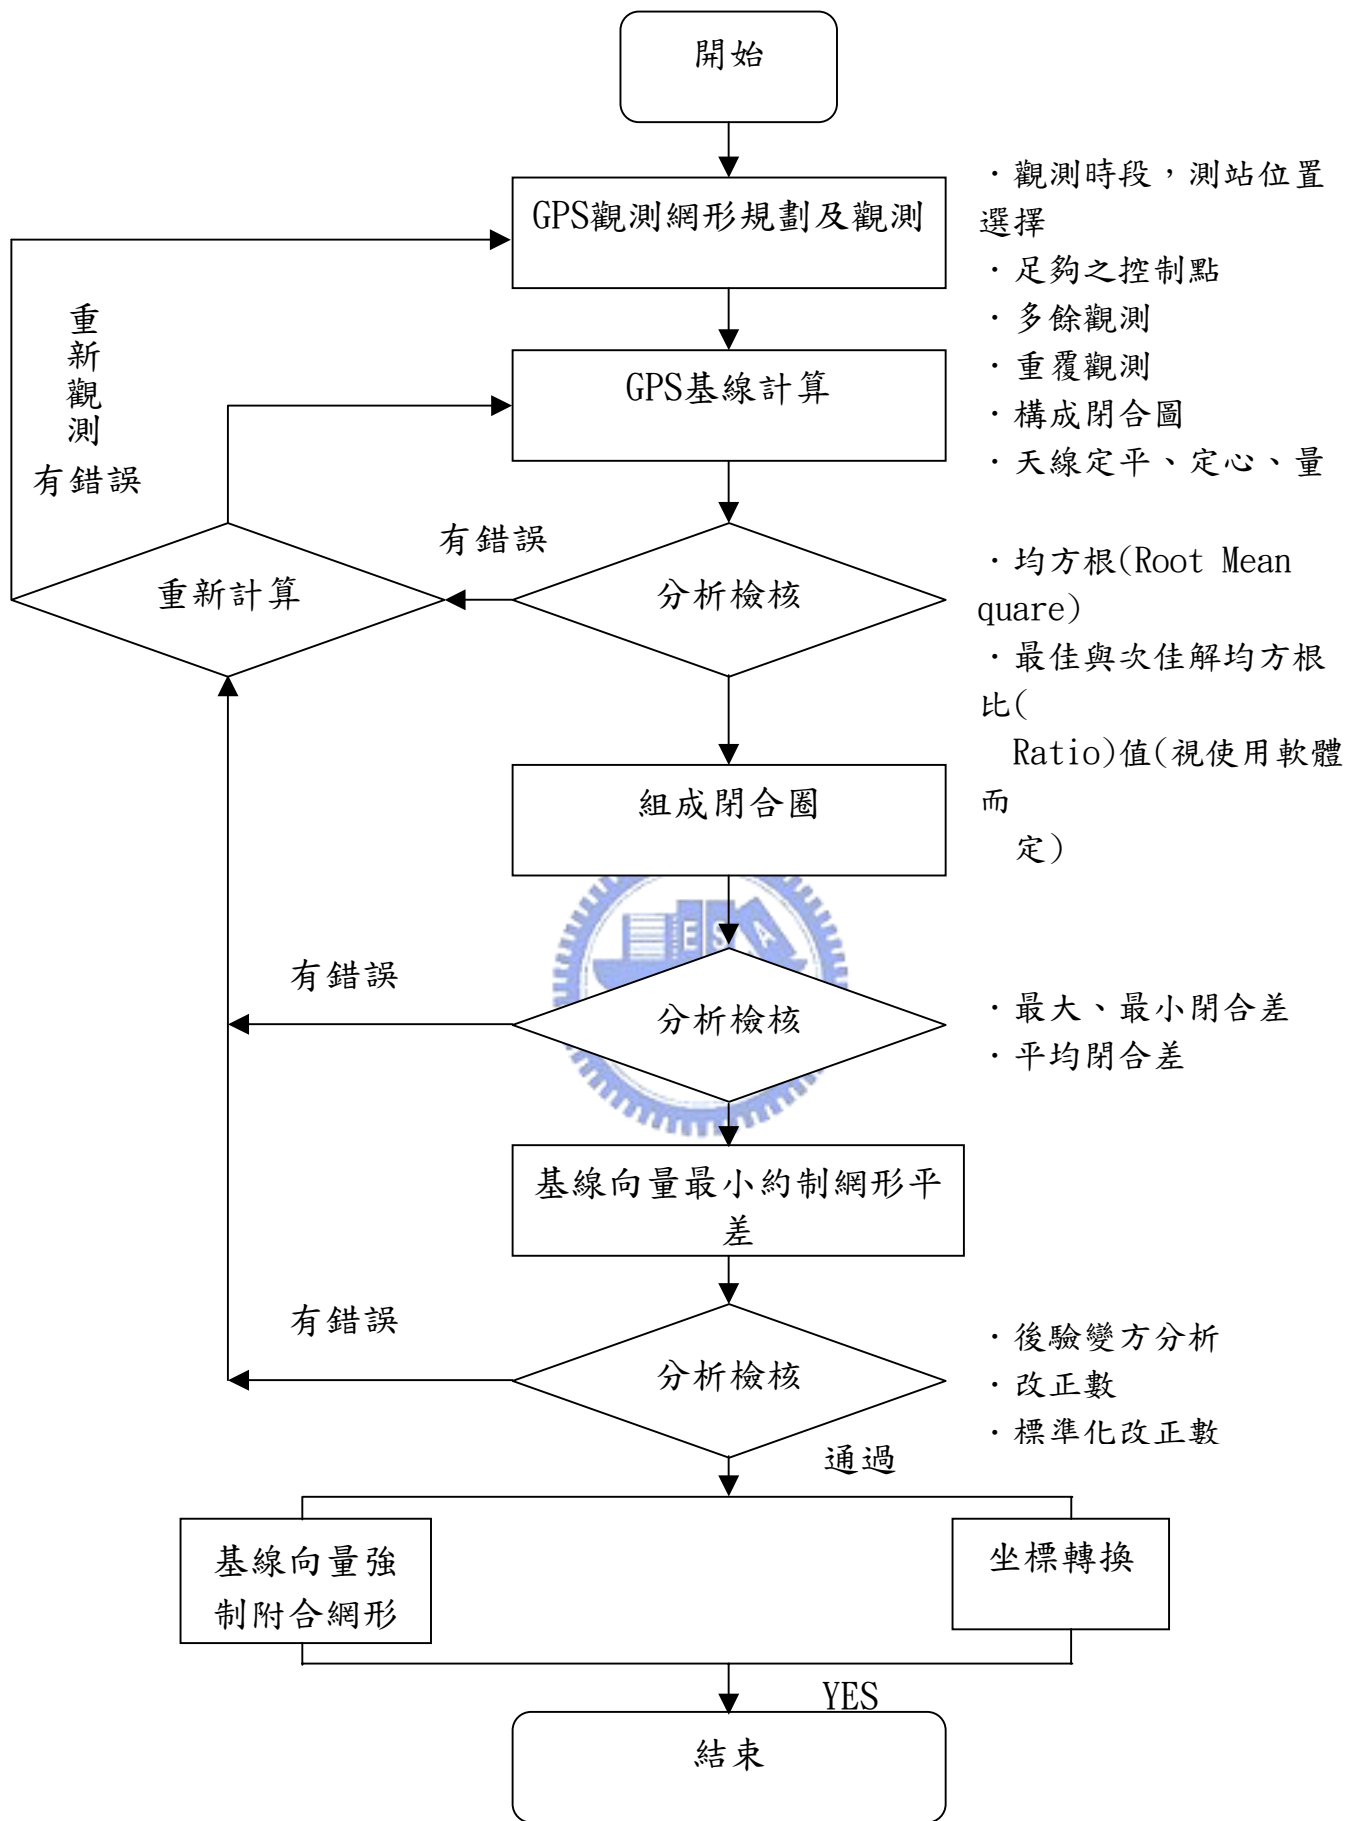 開始
GPS觀測網形規劃及觀測
．觀測時段，測站位置
選擇
．足夠之控制點
．多餘觀測
．重覆觀測
．構成閉合圖
．天線定平、定心、量
重
新
觀
測
有錯誤
GPS基線計算
有錯誤
重新計算
分析檢核
．均方根(Root Mean
quare)
．最佳與次佳解均方根
比(
Ratio)值(視使用軟體
而
定)
組成閉合圈
E S A
有錯誤
分析檢核
．最大、最小閉合差
．平均閉合差
基線向量最小約制網形平
差
有錯誤
分析檢核
．後驗變方分析
．改正數
．標準化改正數
通過
基線向量強
制附合網形
坐標轉換
YES
結束